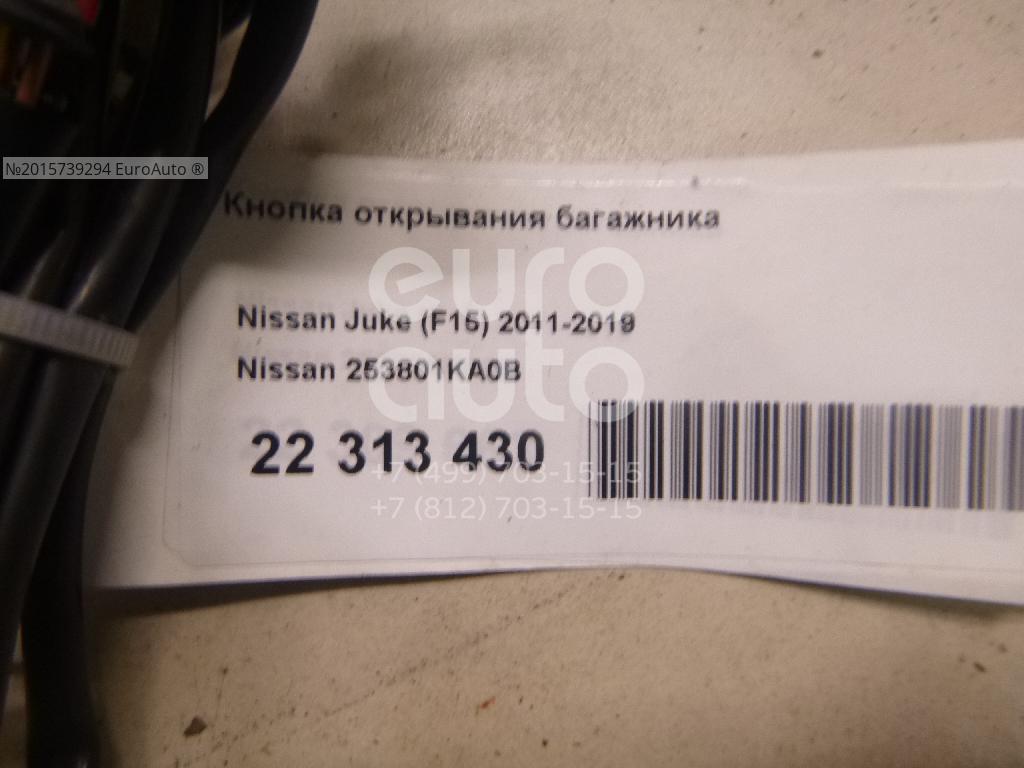 №2015739294 EuroAuto ®
Кнопка открывания багажника
euro
auto
Nissan Juke (F15) 2011-2019
Nissan 253801KA0B
22 313 430
+7 (499) 703-15-15
+7 (812) 703-15-15